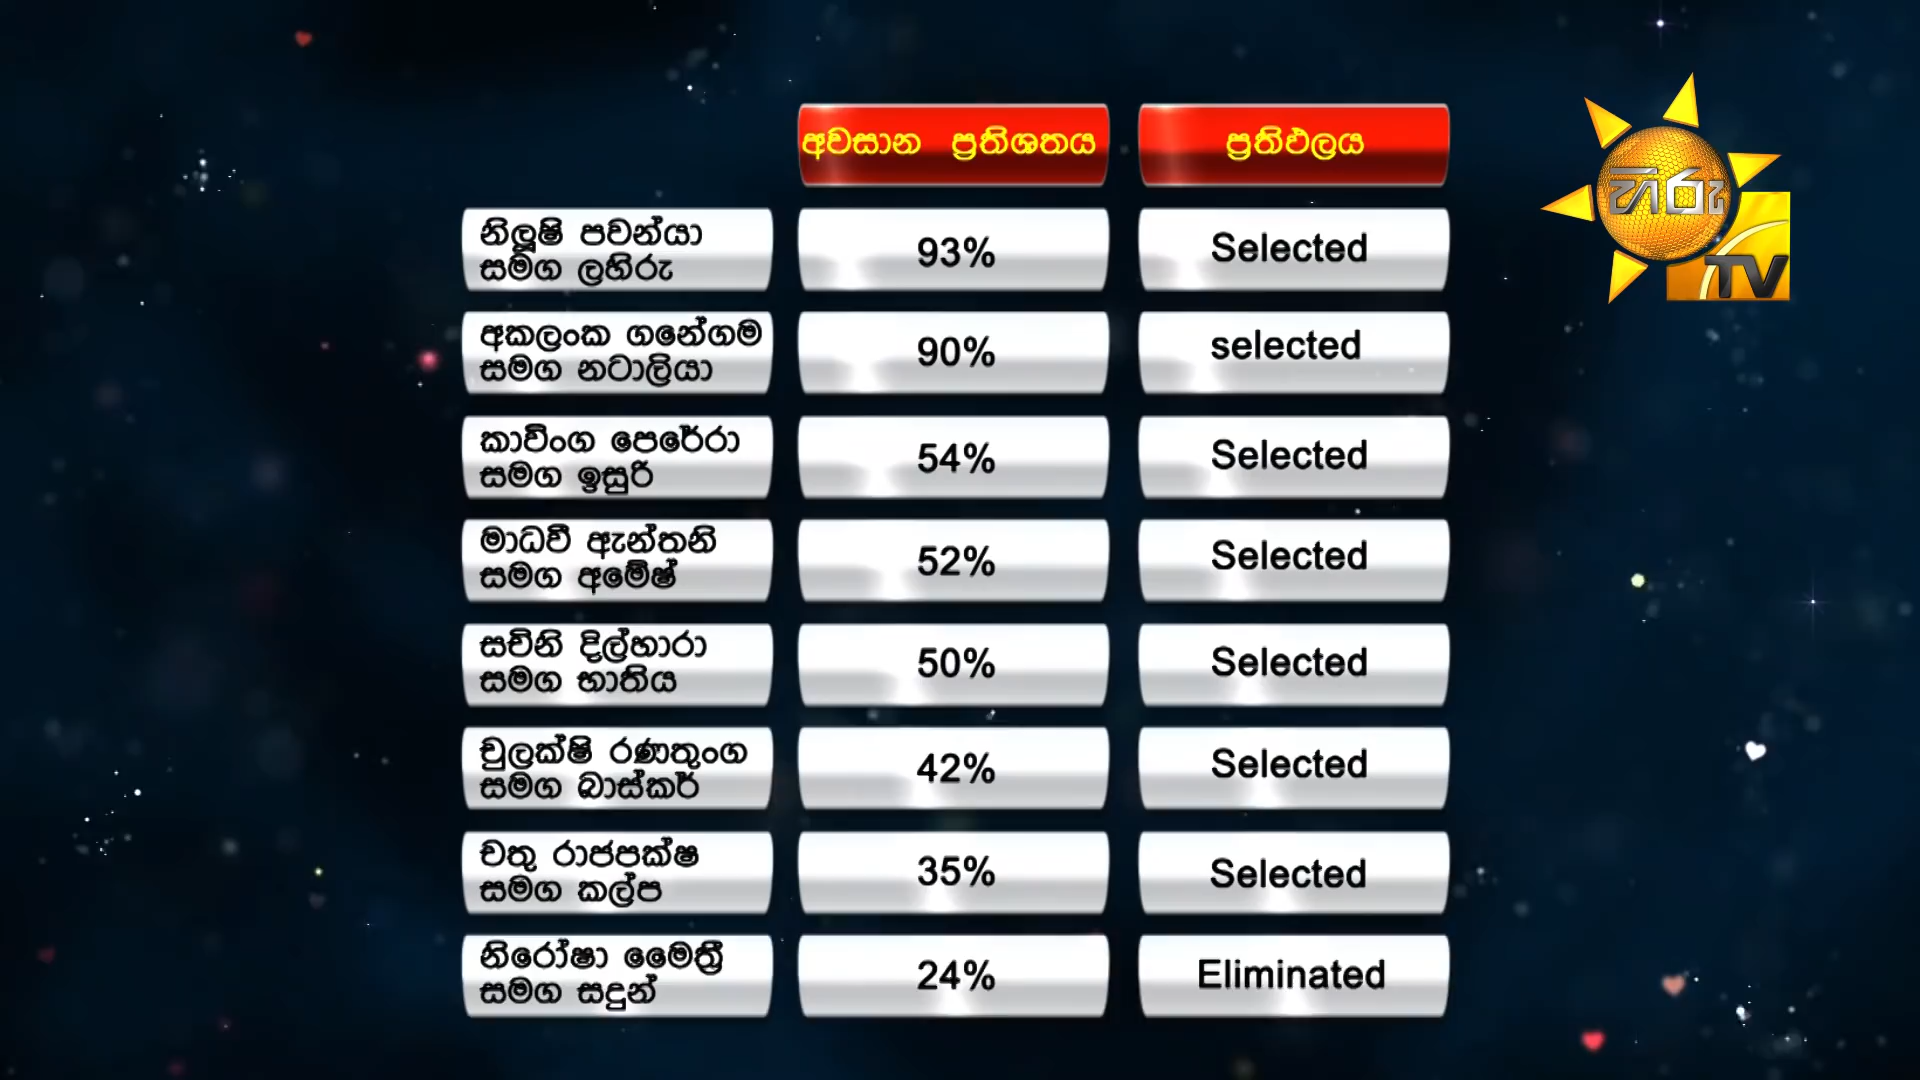 අවසාන ප්‍රතිශතය
ප්‍රතිඵලය
හිරු
TV
නිලූෂි පවන්යා
සමග ලහිරු
93%
Selected
අකලංක ගනේගම
සමග නටාලියා
90%
selected
කාවිංග පෙරේරා
සමග ඉසුරි
54%
Selected
මාධවී ඇන්තනි
සමග අමේෂ්
52%
Selected
සචිනි දිල්හාරා
සමග භාතිය
50%
Selected
චුලක්ෂි රණතුංග
සමග බාස්කර්
42%
Selected
චතු රාජපක්ෂ
සමග කල්ප
35%
Selected
නිරෝෂා මෛත්‍රී
සමග සඳුන්
24%
Eliminated